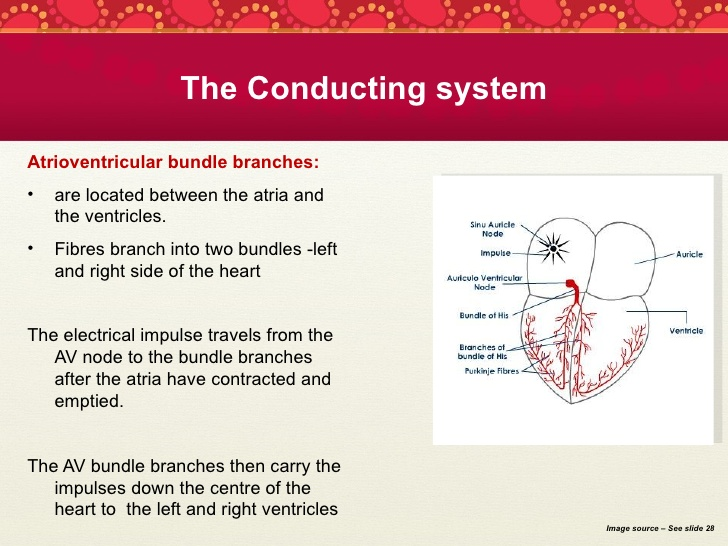 The Conducting system
Atrioventricular bundle branches:
• are located between the atria and
the ventricles.
• Fibres branch into two bundles -left
and right side of the heart
The electrical impulse travels from the
AV node to the bundle branches
after the atria have contracted and
emptied.
The AV bundle branches then carry the
impulses down the centre of the
heart to  the left and right ventricles
Sinu Auricle
Node
Impulse
Auriculo Ventricular
Node
Bundle of His
Branches of
bundle of His
Purkinje Fibres
Auricle
Ventricle
Image source – See slide 28